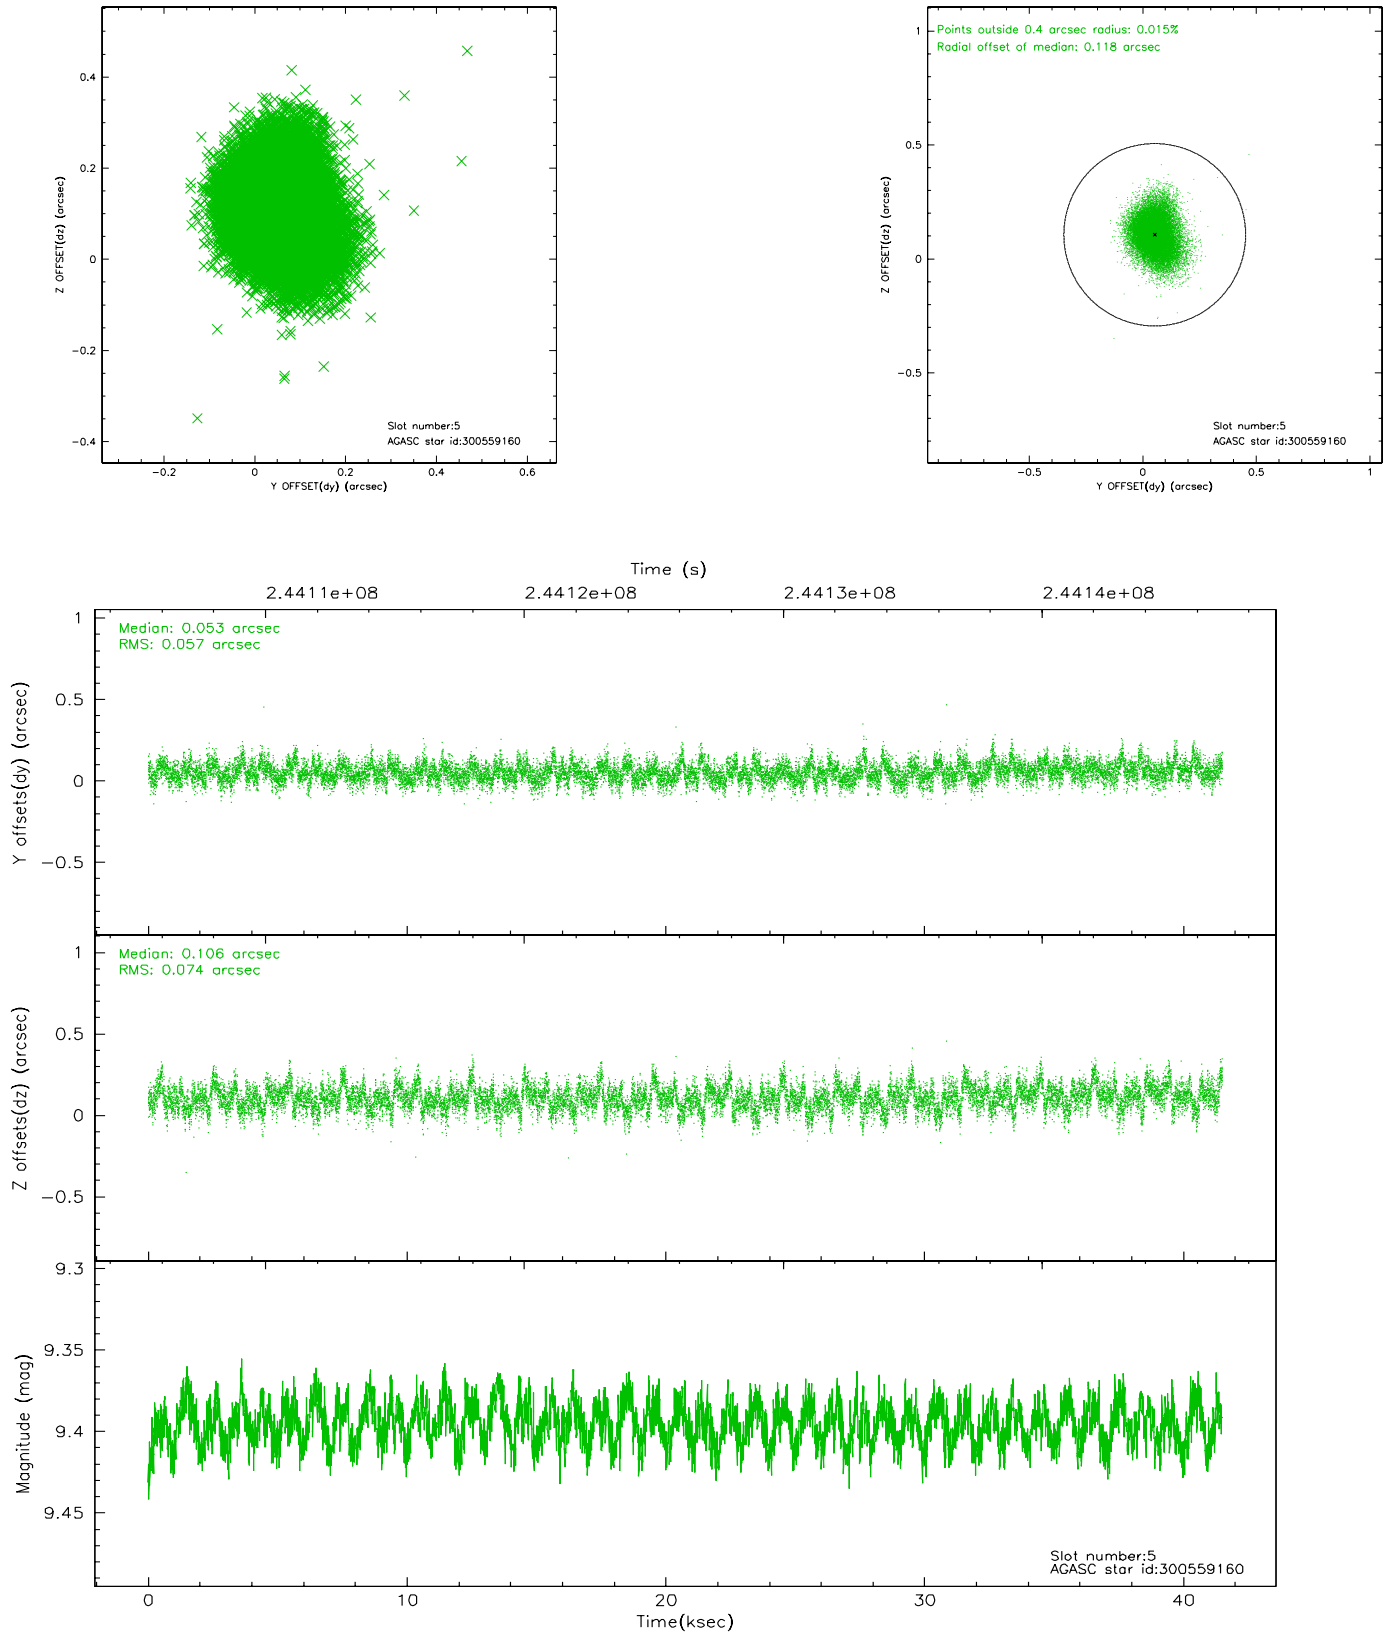 0.4
0.2
0
-0.2
-0.4
Z OFFSET(dz) (arcsec)
Slot number:5
AGASC star id:300559160
-0.2 0 0.2 0.4 0.6
Y OFFSET(dy) (arcsec)
Points outside 0.4 arcsec radius: 0.015%
Radial offset of median: 0.118 arcsec
1
0.5
0
-0.5
Z OFFSET(dz) (arcsec)
Slot number:5
AGASC star id:300559160
-0.5 0 0.5 1
Y OFFSET(dy) (arcsec)
Time (s)
2.4411e+08 2.4412e+08 2.4413e+08 2.4414e+08
Median: 0.053 arcsec
RMS: 0.057 arcsec
1
0.5
0
-0.5
Y offsets(dy) (arcsec)
Median: 0.106 arcsec
RMS: 0.074 arcsec
1
0.5
0
-0.5
Z offsets(dz) (arcsec)
9.3
9.35
9.4
9.45
Magnitude (mag)
Slot number:5
AGASC star id:300559160
0 10 20 30 40
Time(ksec)